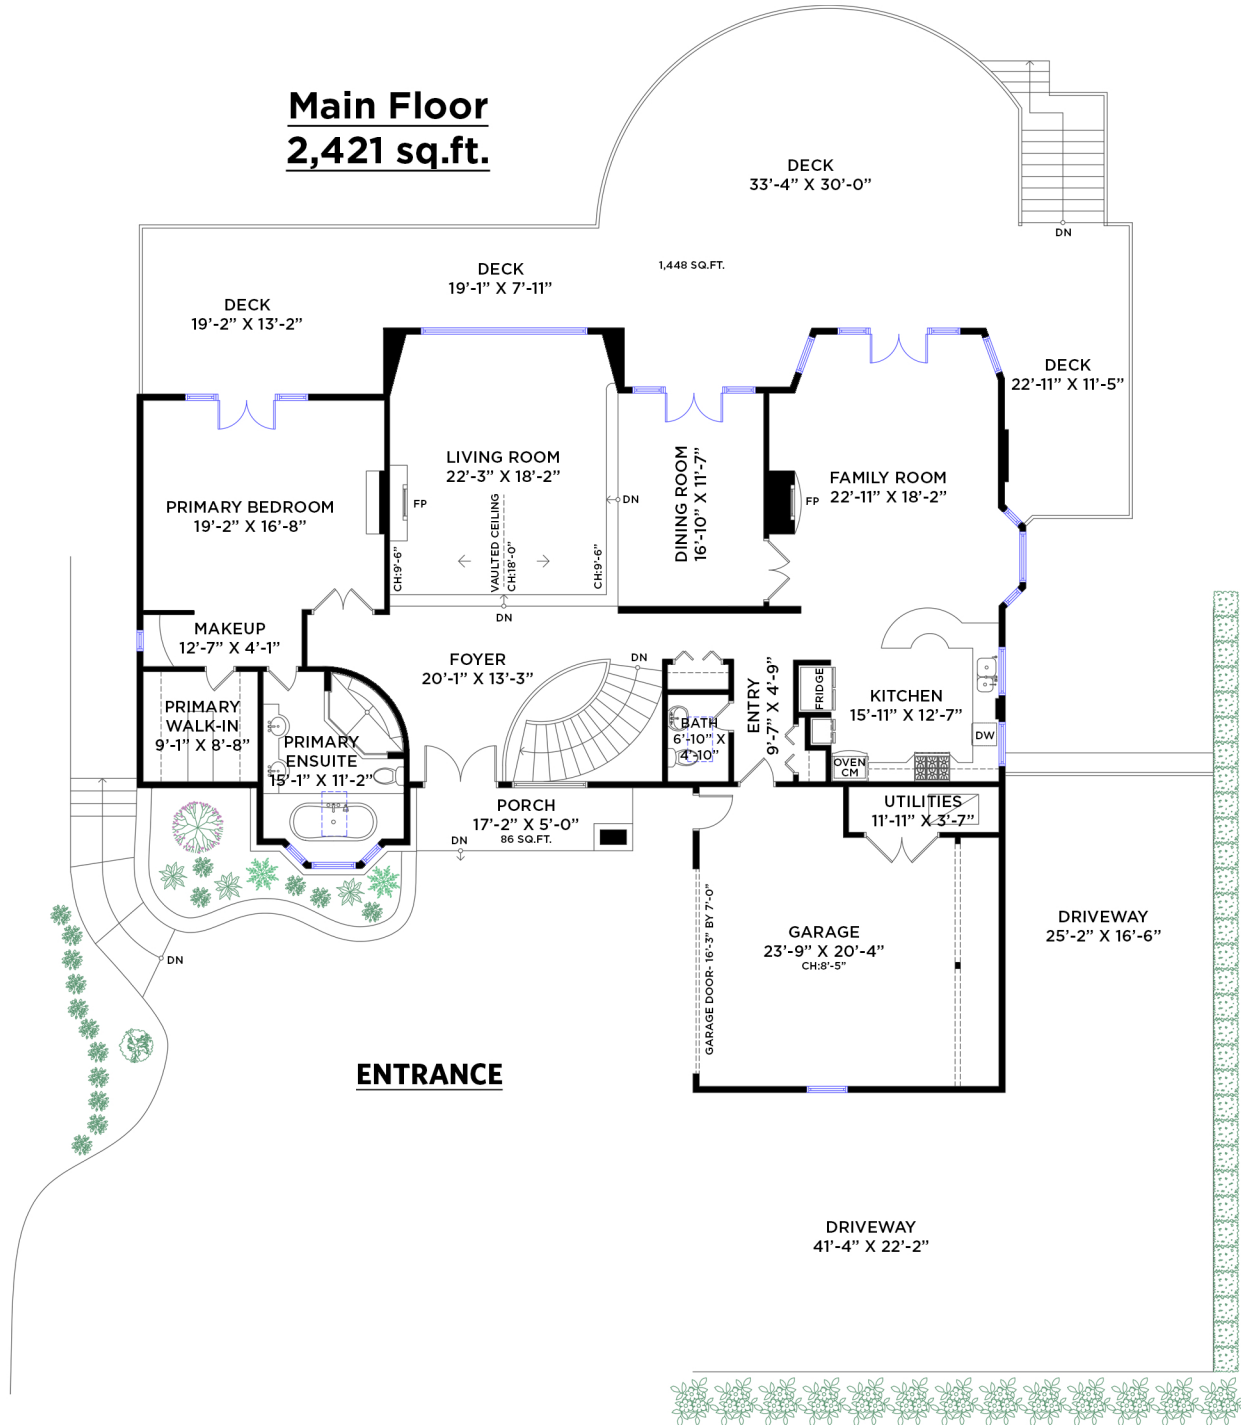 Main Floor
2,421 sq.ft.
DECK
33’-4” X 30’-0”
DN
1,448 SQ.FT.
DECK
19’-1” X 7’-11”
DECK
19’-2” X 13’-2”
DECK
22’-11” X 11’-5”
LIVING ROOM
22’-3” X 18’-2”
FP
VAULTED CEILING
CH:18’-0”
CH:9’-6”
CH:9’-6”
DN
DN
DINING ROOM
16’-10” X 11’-7”
FAMILY ROOM
22’-11” X 18’-2”
FP
PRIMARY BEDROOM
19’-2” X 16’-8”
MAKEUP
12’-7” X 4’-1”
FOYER
20’-1” X 13’-3”
DN
PRIMARY
WALK-IN
9’-1” X 8’-8”
PRIMARY
ENSUITE
15’-1” X 11’-2”
BATH
6’-10” X
4’-10”
ENTRY
9’-7” X 4’-9”
FRIDGE
KITCHEN
15’-11” X 12’-7”
DW
OVEN
CM
PORCH
17’-2” X 5’-0”
86 SQ.FT.
DN
UTILITIES
11’-11” X 3’-7”
GARAGE DOOR- 16’-3” BY 7’-0”
GARAGE
23’-9” X 20’-4”
CH:8’-5”
DRIVEWAY
25’-2” X 16’-6”
DN
ENTRANCE
DRIVEWAY
41’-4” X 22’-2”